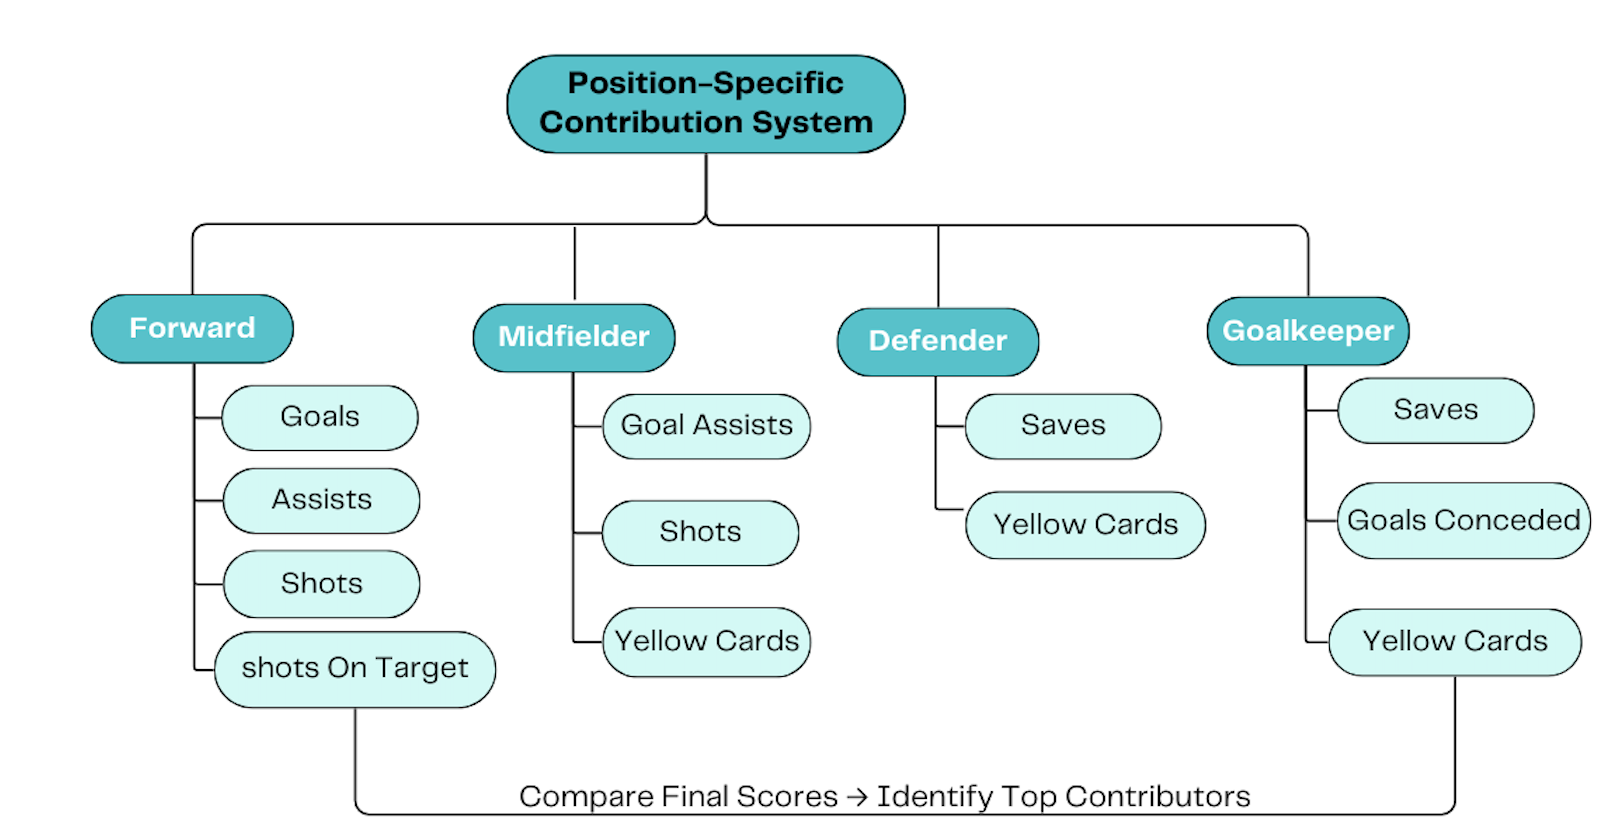 Position-Specific
Contribution System
Forward
Goals
Assists
Shots
shots On Target
Midfielder
Goal Assists
Shots
Yellow Cards
Defender
Saves
Yellow Cards
Goalkeeper
Saves
Goals Conceded
Yellow Cards
Compare Final Scores → Identify Top Contributors